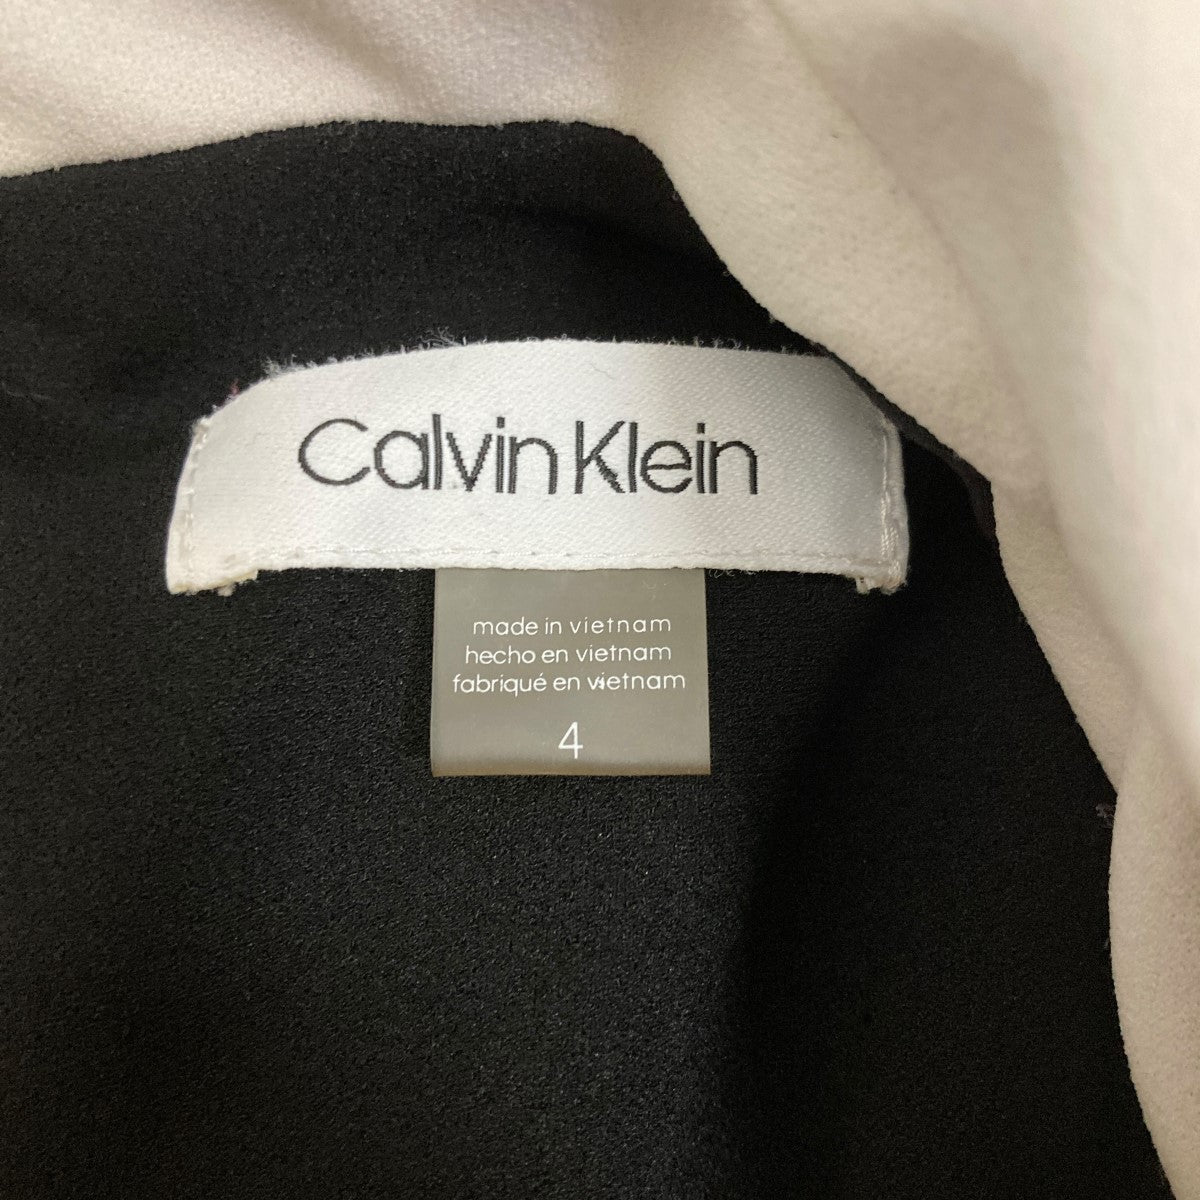 Calvin Klein
made in vietnam
hecho en vietnam
fabriqué en vietnam
4